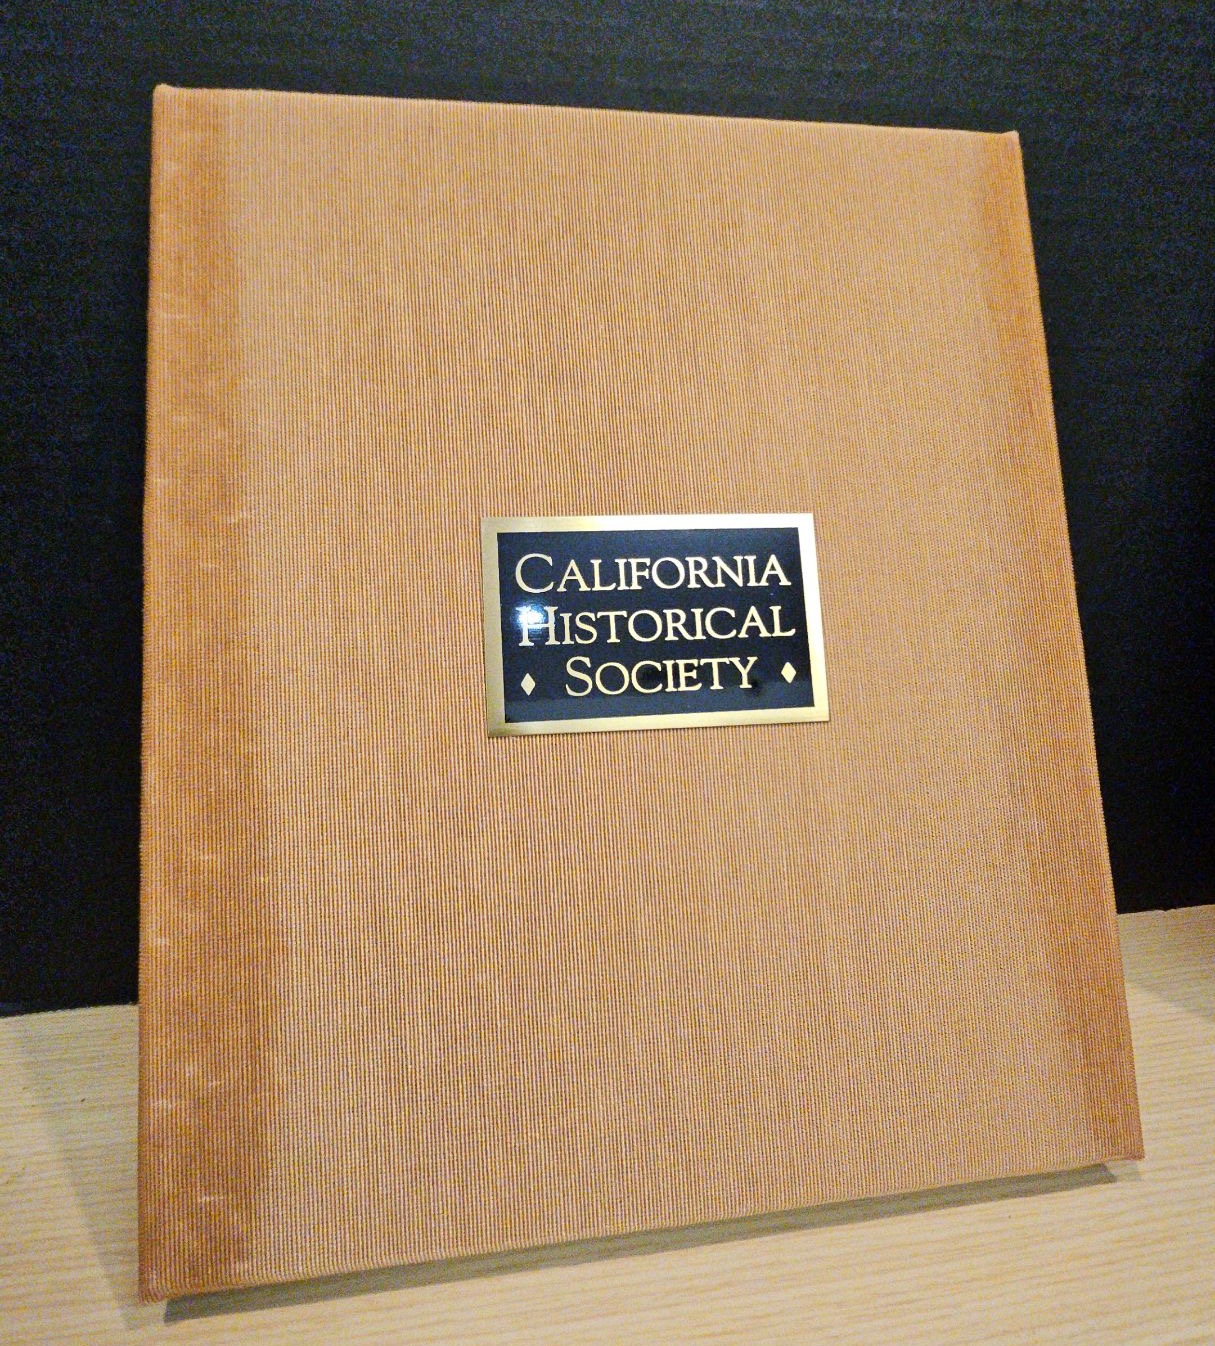 CALIFORNIA
HISTORICAL
♦ SOCIETY ♦